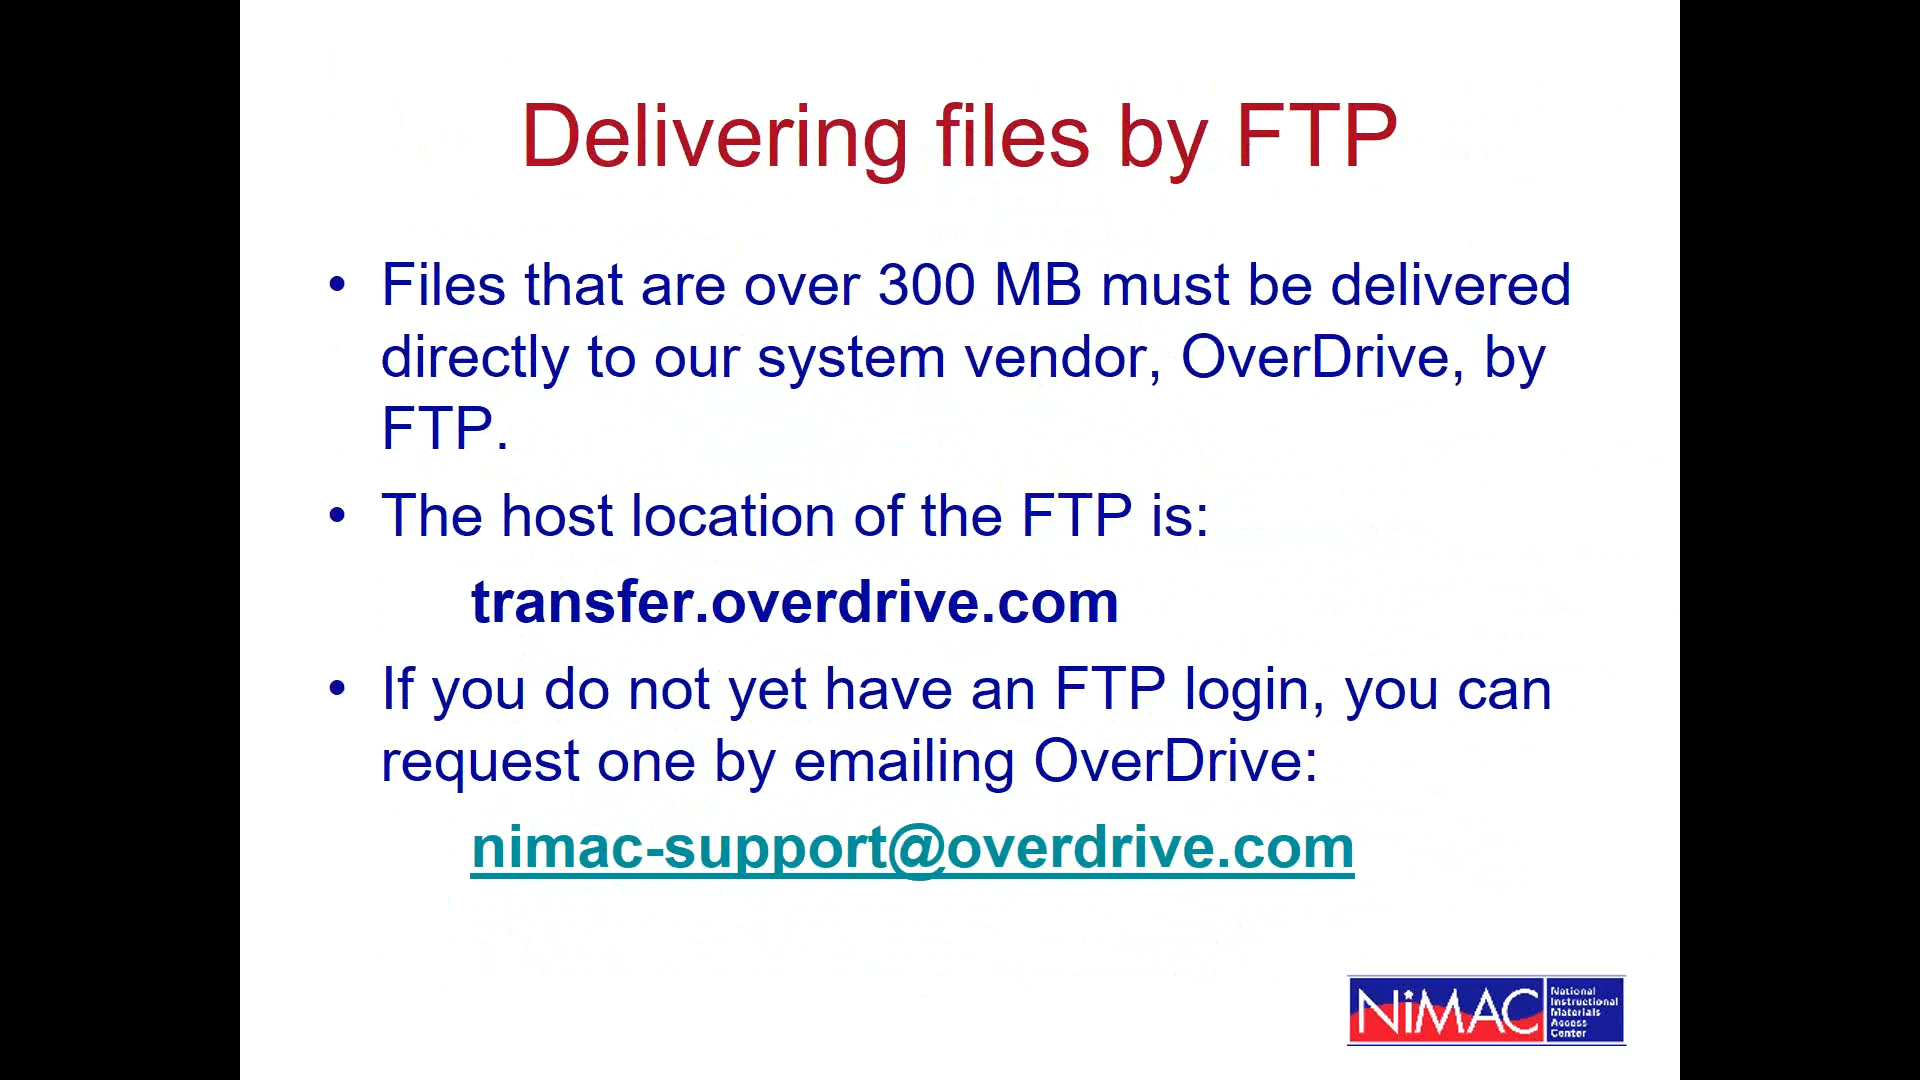 Delivering files by FTP
• Files that are over 300 MB must be delivered
directly to our system vendor, OverDrive, by
FTP.
• The host location of the FTP is:
transfer.overdrive.com
• If you do not yet have an FTP login, you can
request one by emailing OverDrive:
nimac-support@overdrive.com
NiMAC
National
Instructional
Materials
Access
Center